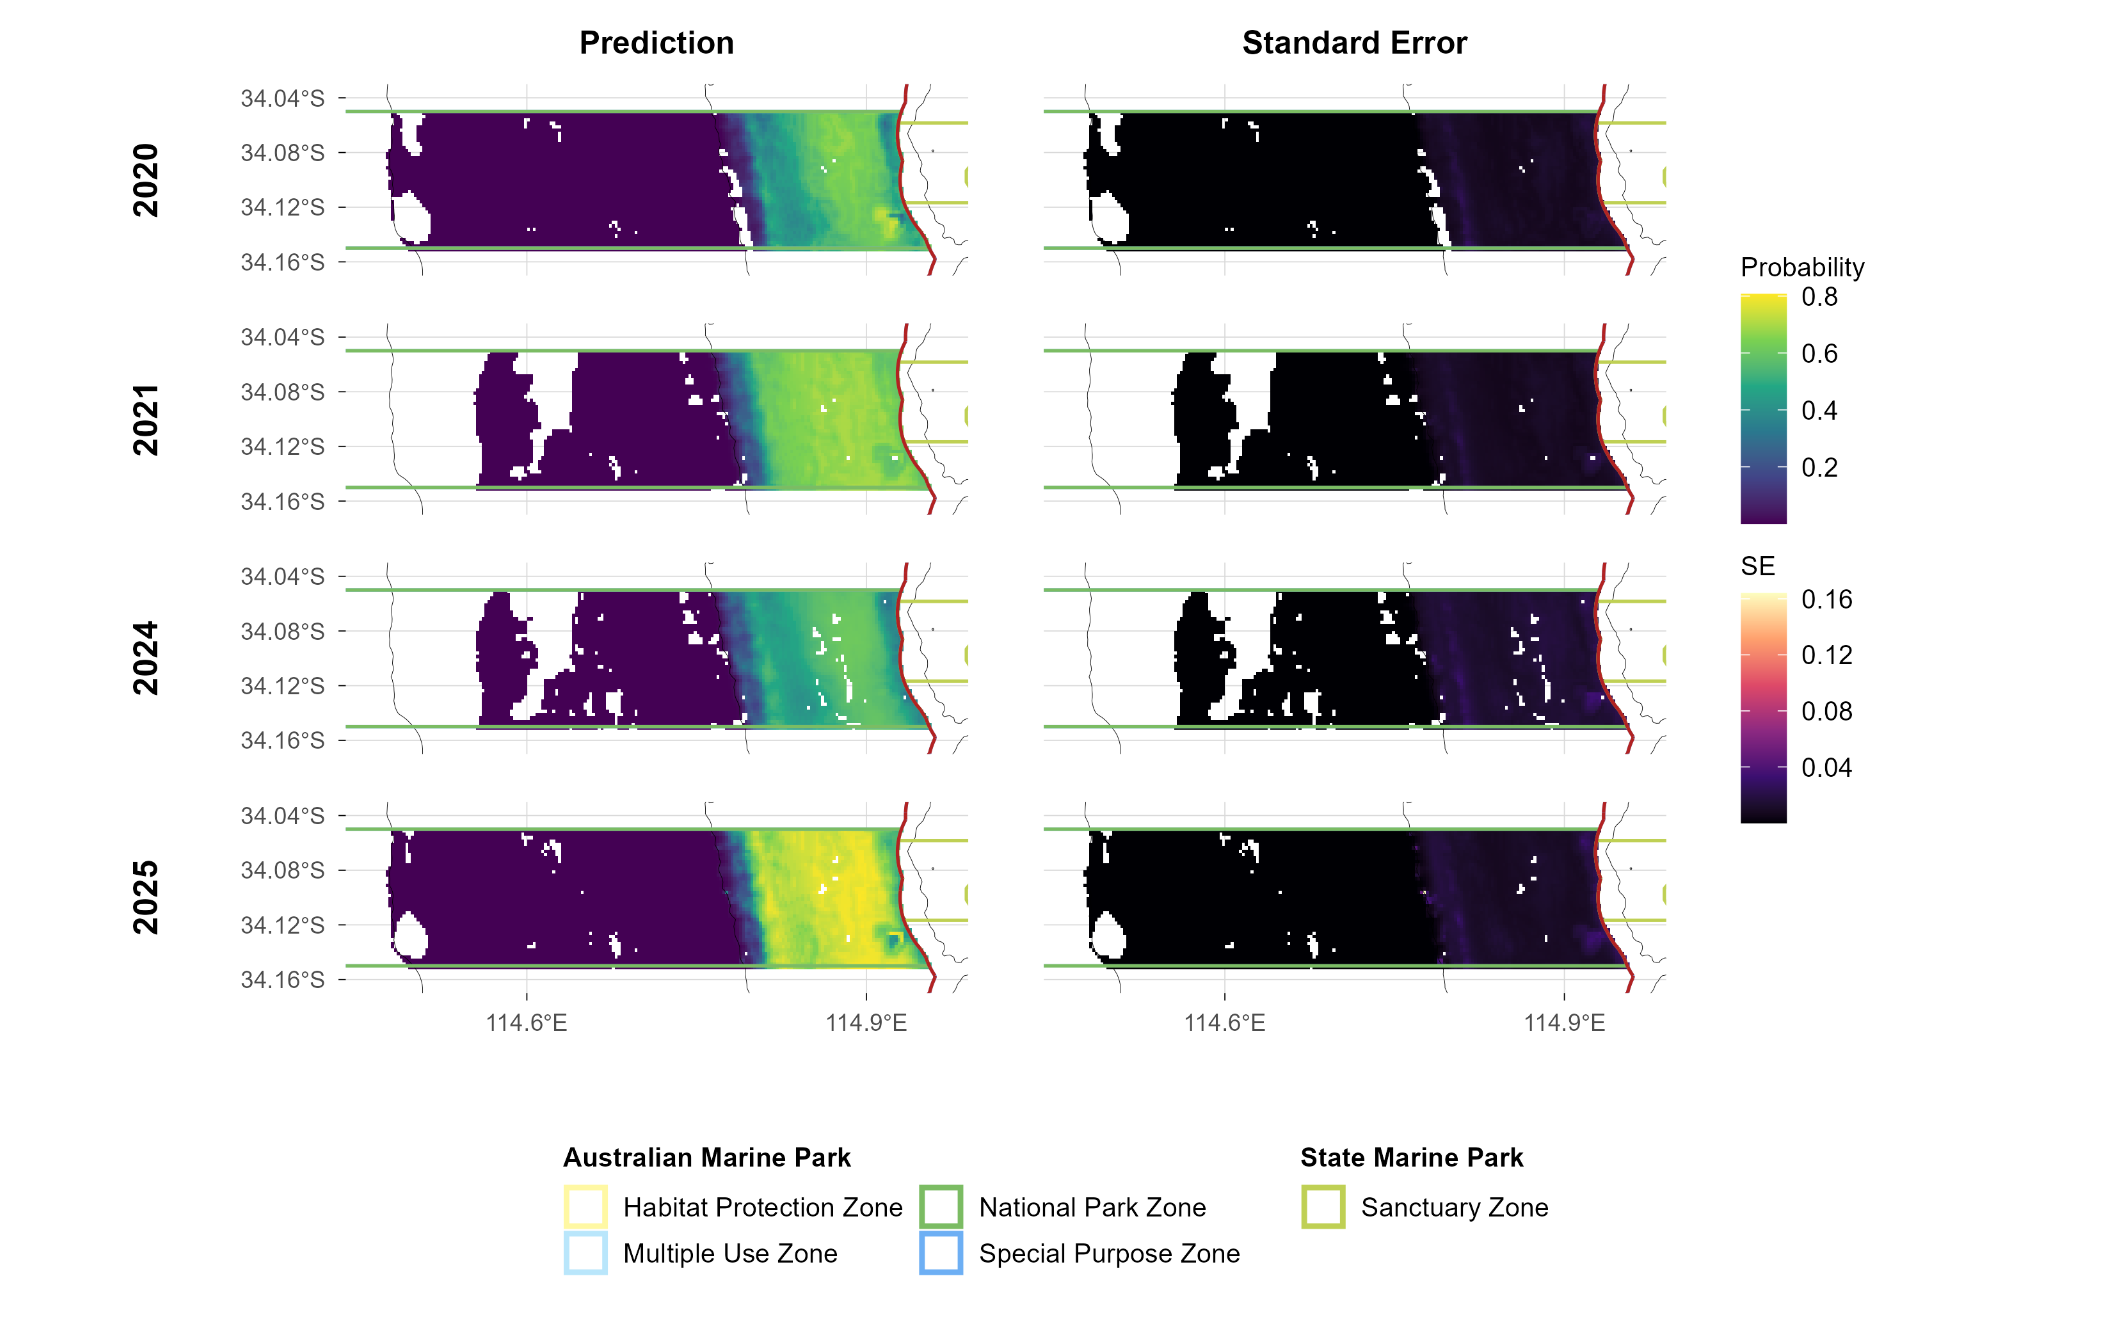 Prediction Standard Error
2020
34.04°S
34.08°S
34.12°S
34.16°S
2021
34.04°S
34.08°S
34.12°S
34.16°S
2024
34.04°S
34.08°S
34.12°S
34.16°S
2025
34.04°S
34.08°S
34.12°S
34.16°S
114.6°E 114.9°E 114.6°E 114.9°E
Probability
0.8
0.6
0.4
0.2
SE
0.16
0.12
0.08
0.04
Australian Marine Park State Marine Park
Habitat Protection Zone National Park Zone Sanctuary Zone
Multiple Use Zone Special Purpose Zone